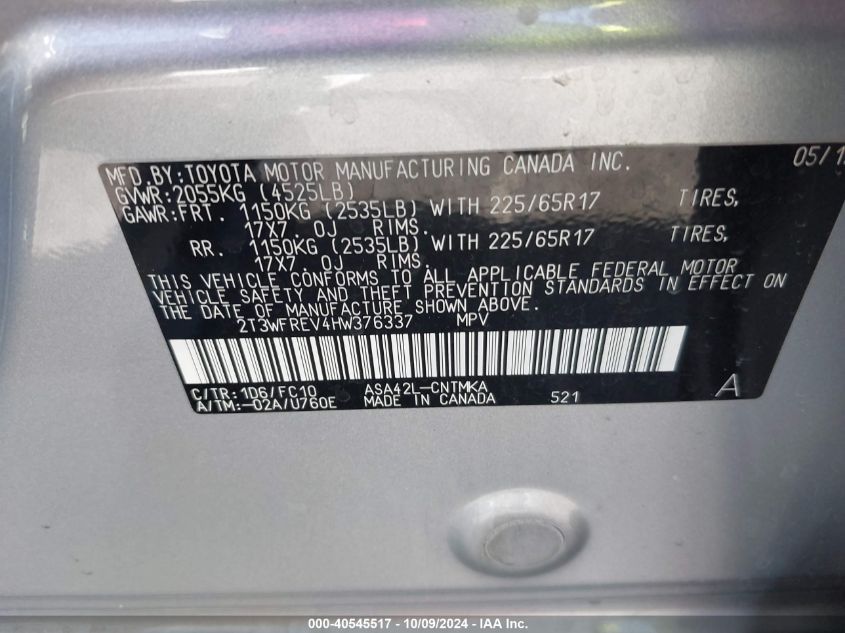 MFD.BY:TOYOTA MOTOR MANUFACTURING CANADA INC. 05/1
GVWR:2055KG (4525LB)
GAWR:FRT. 1150KG (2535LB) WITH 225/65R17 TIRES,
17X7.0J RIMS.
RR. 1150KG (2535LB) WITH 225/65R17 TIRES,
17X7.0J RIMS
THIS VEHICLE CONFORMS TO ALL APPLICABLE FEDERAL MOTOR
VEHICLE SAFETY AND THEFT PREVENTION STANDARDS IN EFFECT ON
THE DATE OF MANUFACTURE SHOWN ABOVE.
2T3WFREV4HW376337 MPV
C/TR:1D6/FC10 ASA42L-CNTMKA A
A/TM:-02A/U760E MADE IN CANADA 521
000-40545517 - 10/09/2024 - IAA Inc.